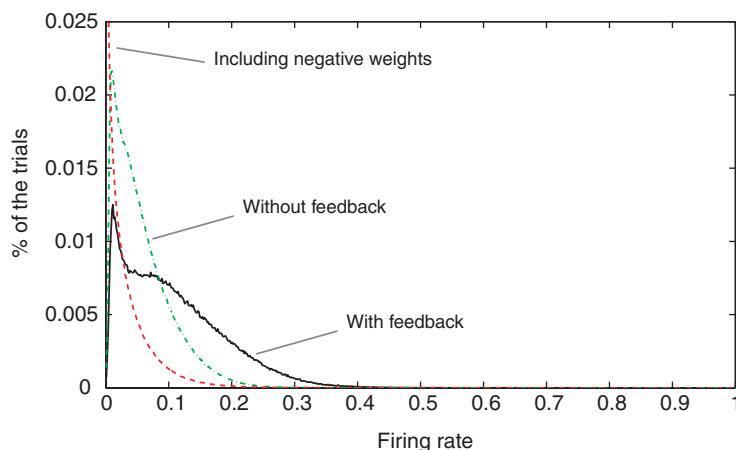 0.025
0.02
0.015
0.01
0.005
0
% of the trials
Including negative weights
Without feedback
With feedback
0 0.1 0.2 0.3 0.4 0.5 0.6 0.7 0.8 0.9 1
Firing rate